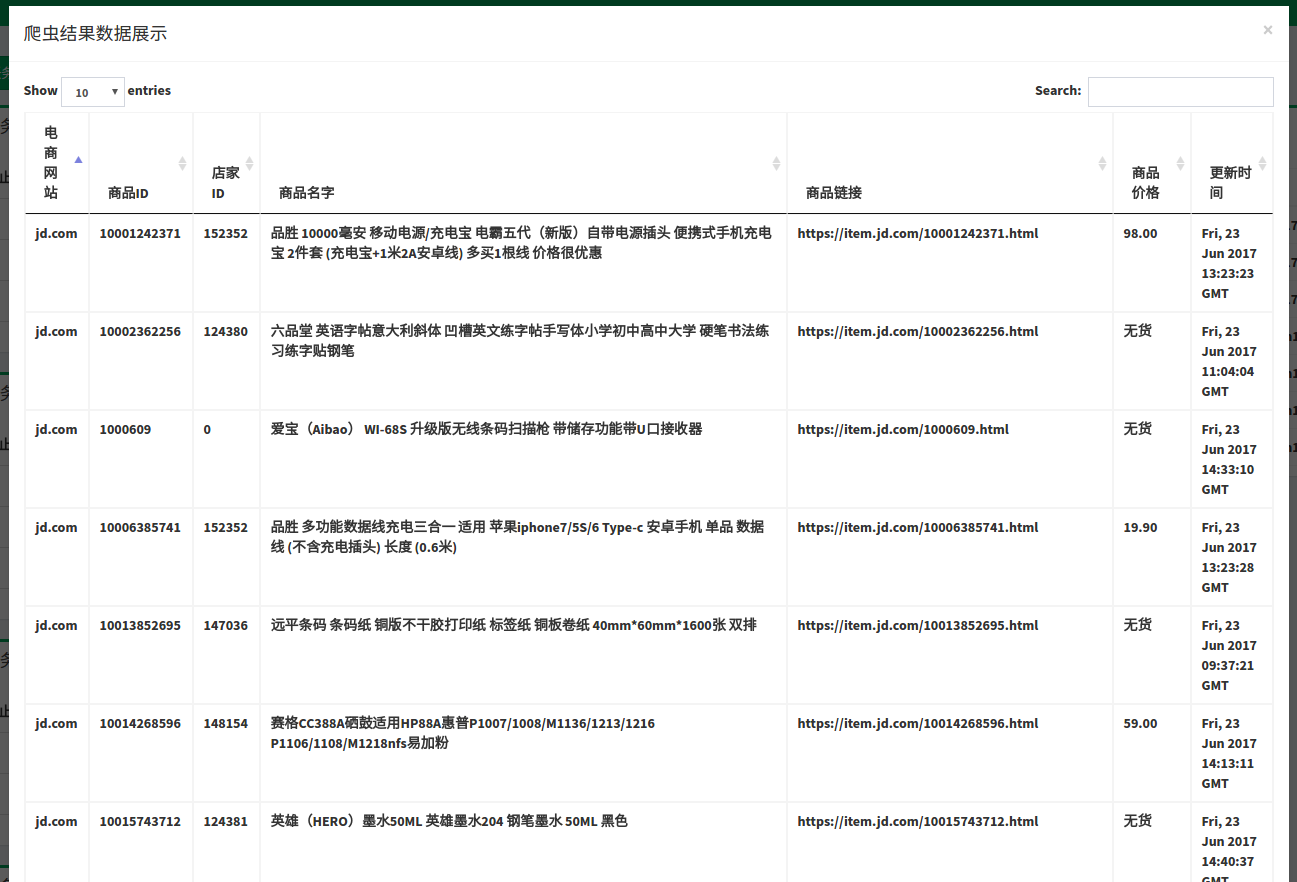 爬虫结果数据展示
×
Show 10 entries
Search:
电
商
网
站
商品ID
店家
ID
商品名字
商品链接
商品
价格
更新时
间
jd.com 10001242371 152352 品胜 10000毫安 移动电源/充电宝 电霸五代（新版）自带电源插头 便携式手机充电 https://item.jd.com/10001242371.html 98.00 Fri, 23
宝 2件套 (充电宝+1米2A安卓线) 多买1根线 价格很优惠 Jun 2017
13:23:23
GMT
jd.com 10002362256 124380 六品堂 英语字帖意大利斜体 凹槽英文练字帖手写体小学初中高中大学 硬笔书法练 https://item.jd.com/10002362256.html 无货 Fri, 23
习练字贴钢笔 Jun 2017
11:04:04
GMT
jd.com 1000609 0 爱宝（Aibao） WI-68S 升级版无线条码扫描枪 带储存功能带U口接收器 https://item.jd.com/1000609.html 无货 Fri, 23
Jun 2017
14:33:10
GMT
jd.com 10006385741 152352 品胜 多功能数据线充电三合一 适用 苹果iphone7/5S/6 Type-c 安卓手机 单品 数据 https://item.jd.com/10006385741.html 19.90 Fri, 23
线 (不含充电插头) 长度 (0.6米) Jun 2017
13:23:28
GMT
jd.com 10013852695 147036 远平条码 条码纸 铜版不干胶打印纸 标签纸 铜板卷纸 40mm*60mm*1600张 双排 https://item.jd.com/10013852695.html 无货 Fri, 23
Jun 2017
09:37:21
GMT
jd.com 10014268596 148154 赛格CC388A硒鼓适用HP88A惠普P1007/1008/M1136/1213/1216 https://item.jd.com/10014268596.html 59.00 Fri, 23
P1106/1108/M1218nfs易加粉 Jun 2017
14:13:11
GMT
jd.com 10015743712 124381 英雄（HERO）墨水50ML 英雄墨水204 钢笔墨水 50ML 黑色 https://item.jd.com/10015743712.html 无货 Fri, 23
Jun 2017
14:40:37
GMT